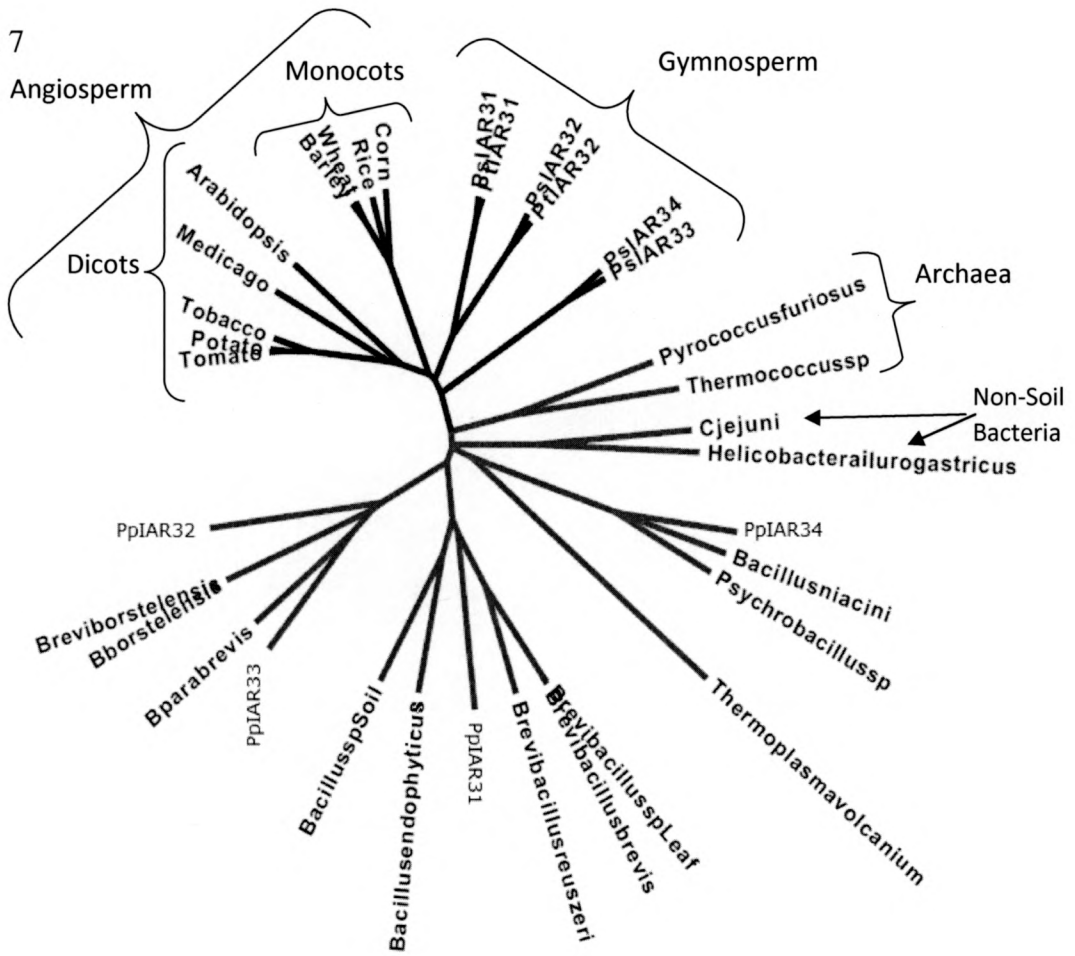 7
Angiosperm
Monocots
Gymnosperm
Dicots
Archaea
Non-Soil
Bacteria
Tomato
Potato
Tobacco
Medicago
Arabidopsis
Barley
Wheat
Rice
Corn
PsIAR31
PtIAR31
PsIAR32
PtIAR32
PsIAR34
PsIAR33
Pyrococcusfuriosus
Thermococcussp
Cjejuni
Helicobacterailurogastricus
PpIAR34
Bacillusniacini
Psychrobacillussp
Thermoplasmavolcanium
BrevibacillusspLeaf
Brevibacillusbrevis
Brevibacillusreuszeri
PpIAR31
Bacillusendophyticus
BacillusspSoil
PpIAR33
Bparabrevis
Bborstelensis
Breviborstelensis
PpIAR32